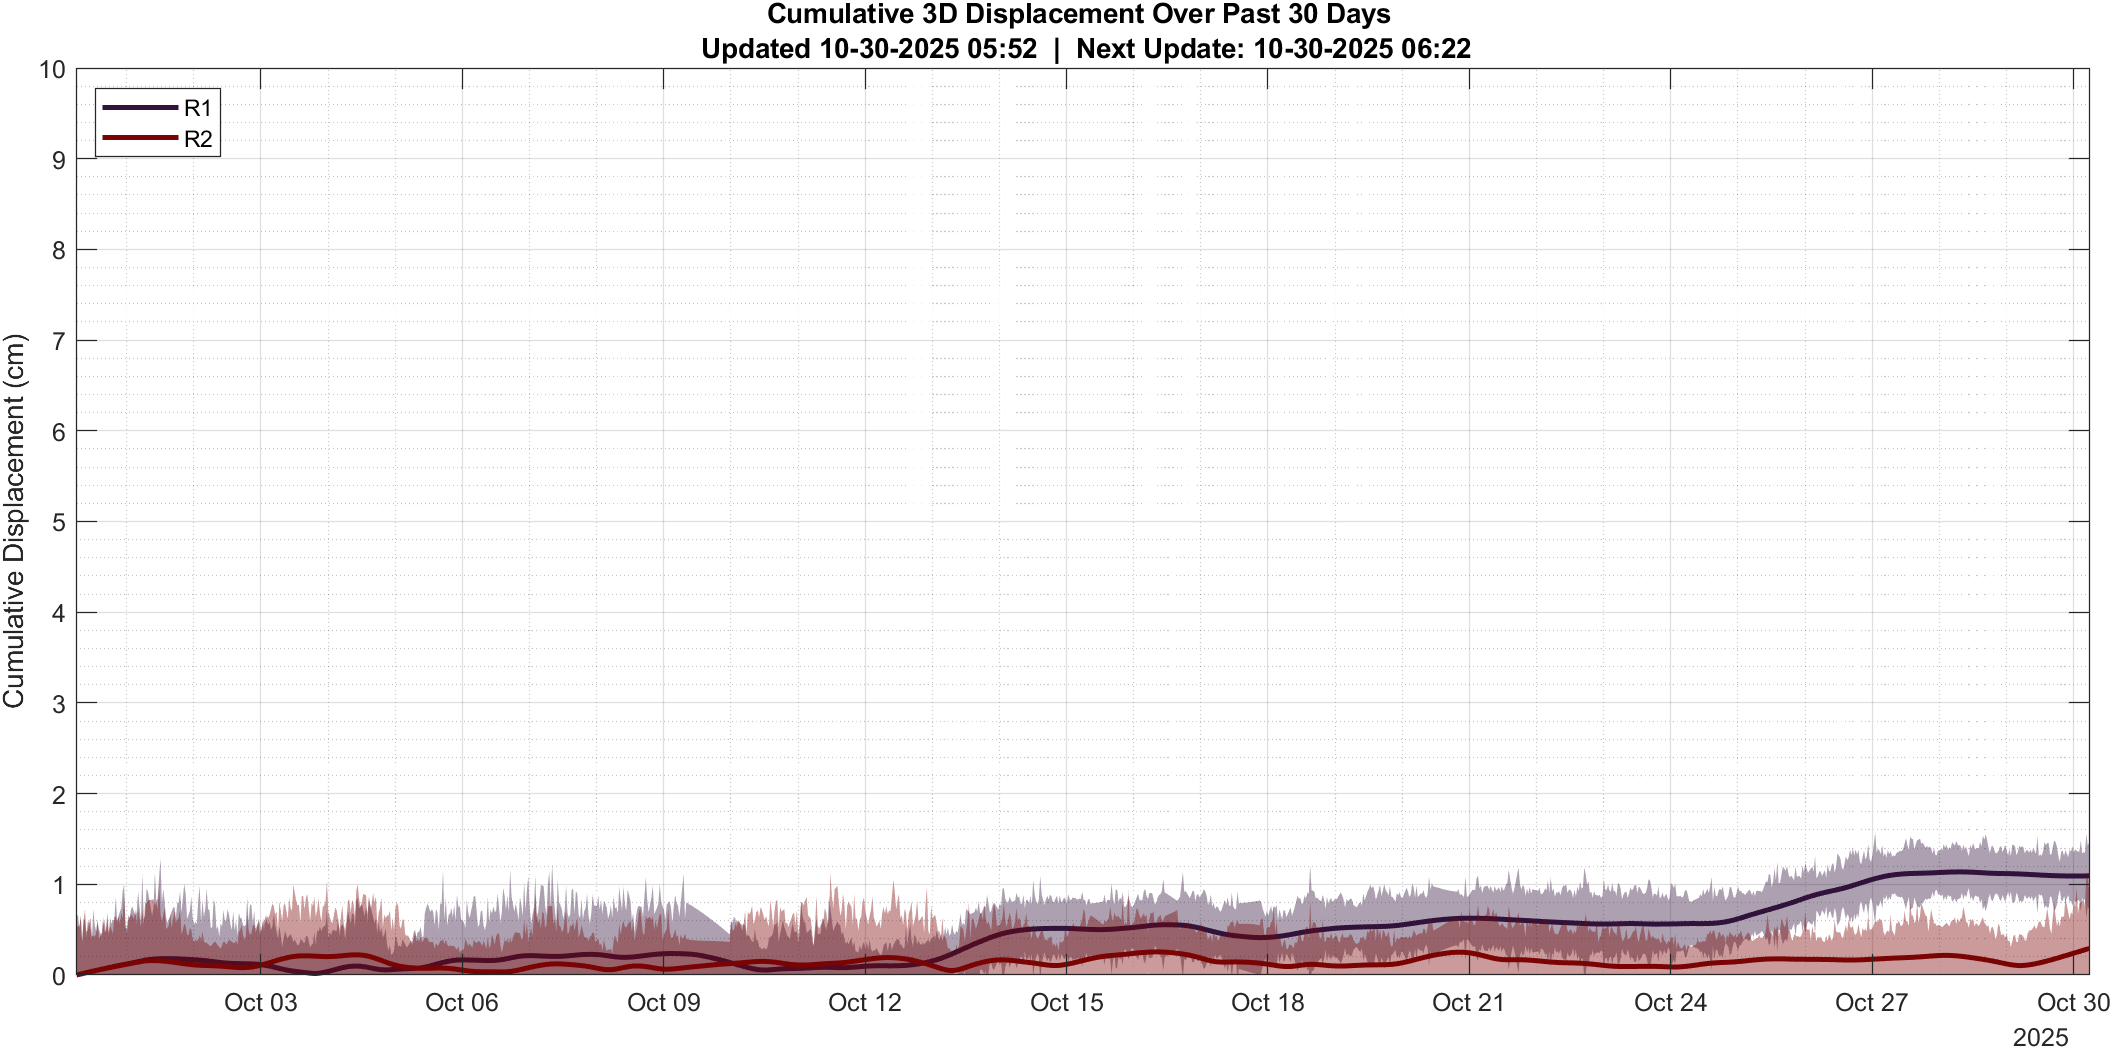 Cumulative 3D Displacement Over Past 30 Days
Updated 10-30-2025 05:52 | Next Update: 10-30-2025 06:22
Cumulative Displacement (cm)
10
9
8
7
6
5
4
3
2
1
0
R1
R2
Oct 03 Oct 06 Oct 09 Oct 12 Oct 15 Oct 18 Oct 21 Oct 24 Oct 27 Oct 30
2025